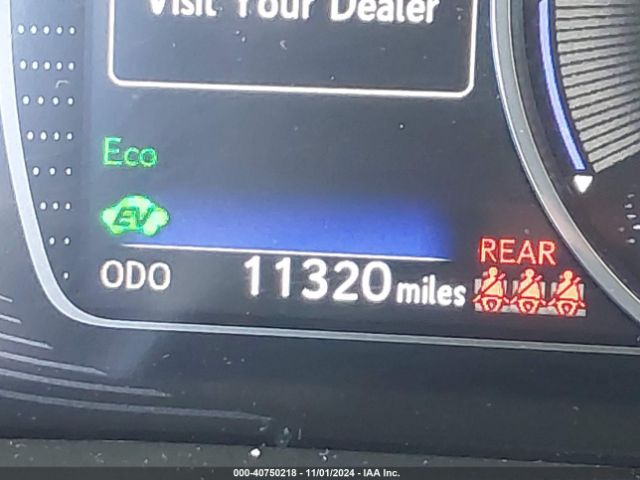 Visit Your Dealer
Eco
EV
REAR
ODO 11320 miles
000-40750218 - 11/01/2024 - IAA Inc.